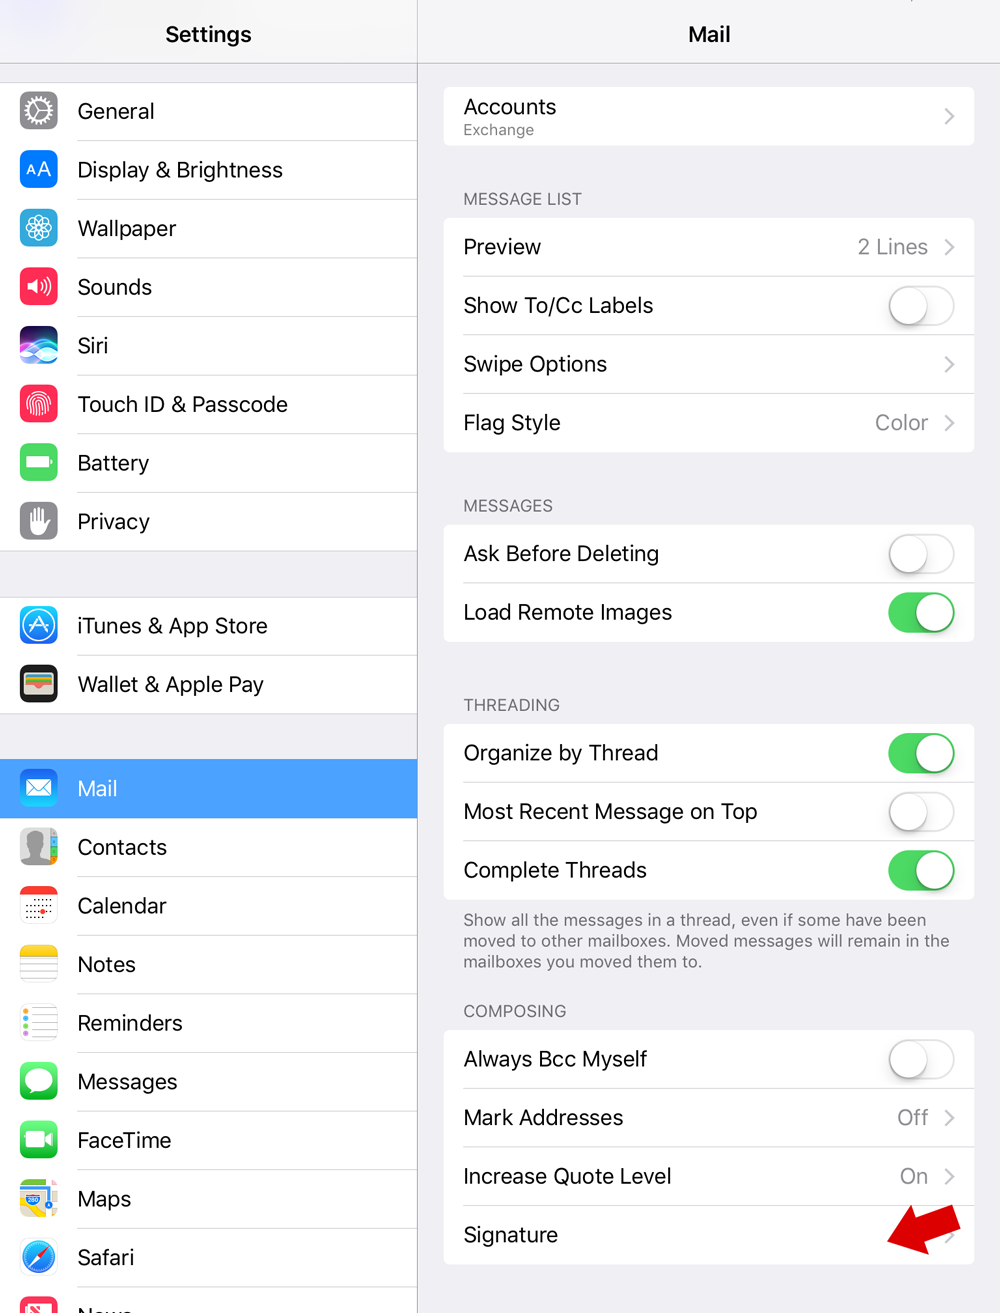 Settings
General
Display & Brightness
Wallpaper
Sounds
Siri
Touch ID & Passcode
Battery
Privacy
iTunes & App Store
Wallet & Apple Pay
Mail
Contacts
Calendar
Notes
Reminders
Messages
FaceTime
Maps
Safari
News
Mail
Accounts
Exchange
MESSAGE LIST
Preview 2 Lines
Show To/Cc Labels
Swipe Options
Flag Style Color
MESSAGES
Ask Before Deleting
Load Remote Images
THREADING
Organize by Thread
Most Recent Message on Top
Complete Threads
Show all the messages in a thread, even if some have been
moved to other mailboxes. Moved messages will remain in the
mailboxes you moved them to.
COMPOSING
Always Bcc Myself
Mark Addresses Off
Increase Quote Level On
Signature